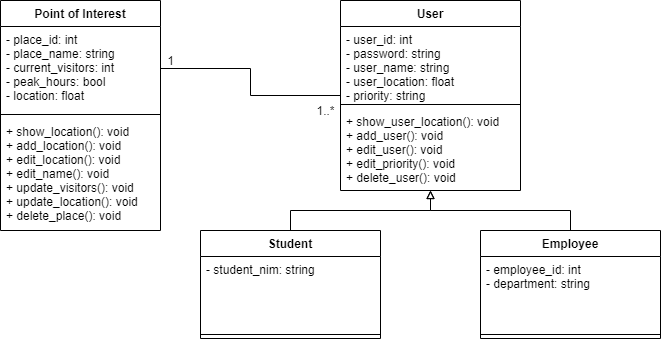 Point of Interest
- place_id: int
- place_name: string
- current_visitors: int
- peak_hours: bool
- location: float
+ show_location(): void
+ add_location(): void
+ edit_location(): void
+ edit_name(): void
+ update_visitors(): void
+ update_location(): void
+ delete_place(): void
1
1..*
User
- user_id: int
- password: string
- user_name: string
- user_location: float
- priority: string
+ show_user_location(): void
+ add_user(): void
+ edit_user(): void
+ edit_priority(): void
+ delete_user(): void
Student
- student_nim: string
Employee
- employee_id: int
- department: string